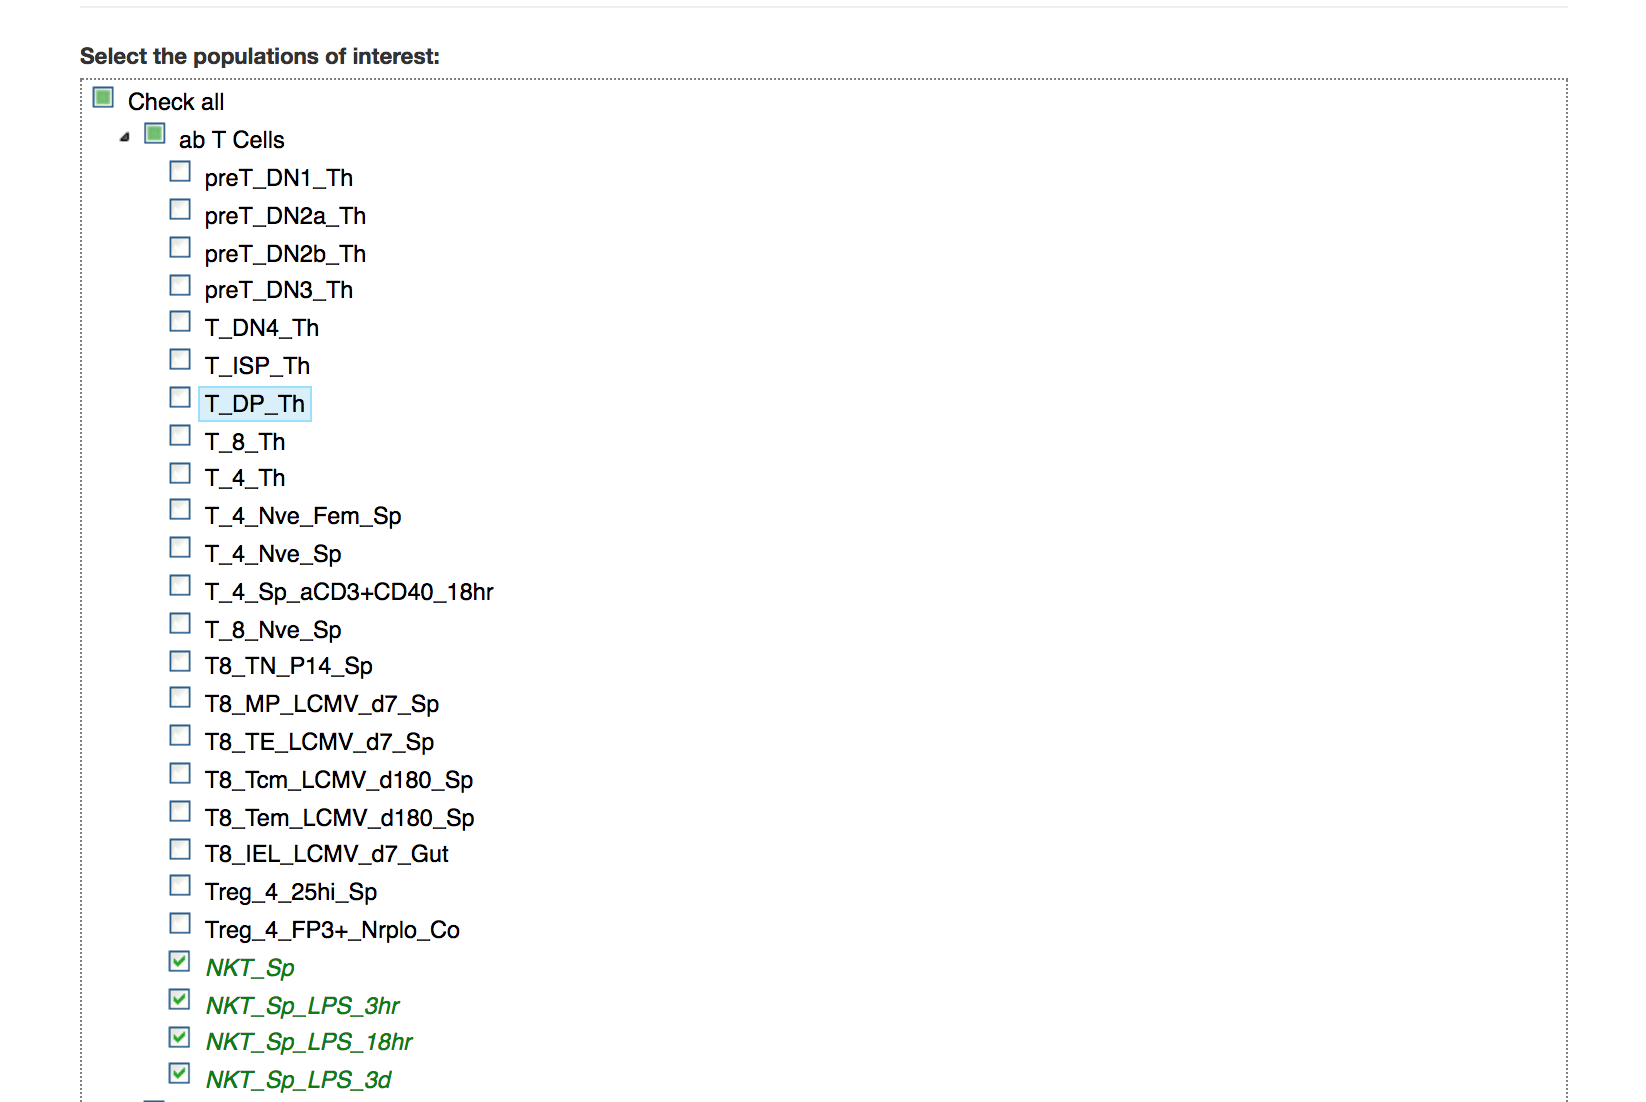 Select the populations of interest:
Check all
ab T Cells
preT_DN1_Th
preT_DN2a_Th
preT_DN2b_Th
preT_DN3_Th
T_DN4_Th
T_ISP_Th
T_DP_Th
T_8_Th
T_4_Th
T_4_Nve_Fem_Sp
T_4_Nve_Sp
T_4_Sp_aCD3+CD40_18hr
T_8_Nve_Sp
T8_TN_P14_Sp
T8_MP_LCMV_d7_Sp
T8_TE_LCMV_d7_Sp
T8_Tcm_LCMV_d180_Sp
T8_Tem_LCMV_d180_Sp
T8_IEL_LCMV_d7_Gut
Treg_4_25hi_Sp
Treg_4_FP3+_Nrplo_Co
NKT_Sp
NKT_Sp_LPS_3hr
NKT_Sp_LPS_18hr
NKT_Sp_LPS_3d